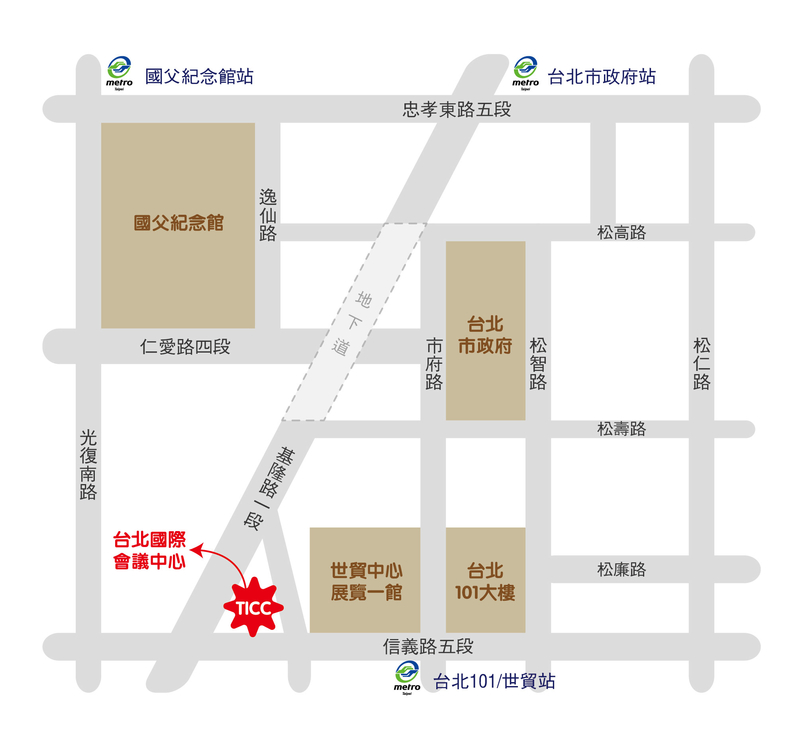 metro
Taipei
國父紀念館站
metro
Taipei
台北市政府站
忠孝東路五段
國父紀念館
逸仙路
松高路
地下道
台北
市政府
仁愛路四段
市府路
松智路
松仁路
光復南路
松壽路
基隆路一段
台北國際
會議中心
世貿中心
展覽一館
台北
101大樓
松廉路
TICC
信義路五段
metro
Taipei
台北101/世貿站